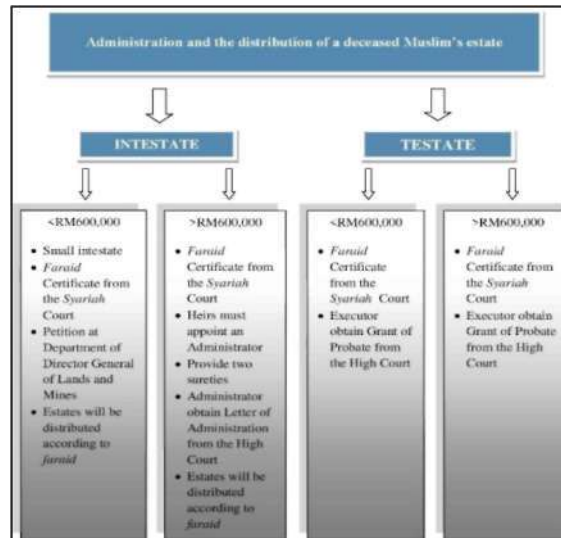 Administration and the distribution of a deceased Muslim's estate
INTESTATE
TESTATE
<RM600,000
• Small intestate
• Faraid
Certificate from
the Syariah
Court
• Petition at
Department of
Director General
of Lands and
Mines
• Estates will be
distributed
according to
faraid
>RM600,000
• Faraid
Certificate from
the Syariah
Court
• Heirs must
appoint an
Administrator
• Provide two
sureties
• Administrator
obtain Letter of
Administration
from the High
Court
• Estates will be
distributed
according to
faraid
<RM600,000
• Faraid
Certificate
from the
Syariah Court
• Executor
obtain Grant of
Probate from
the High Court
>RM600,000
• Faraid
Certificate from
the Syariah
Court
• Executor obtain
Grant of Probate
from the High
Court